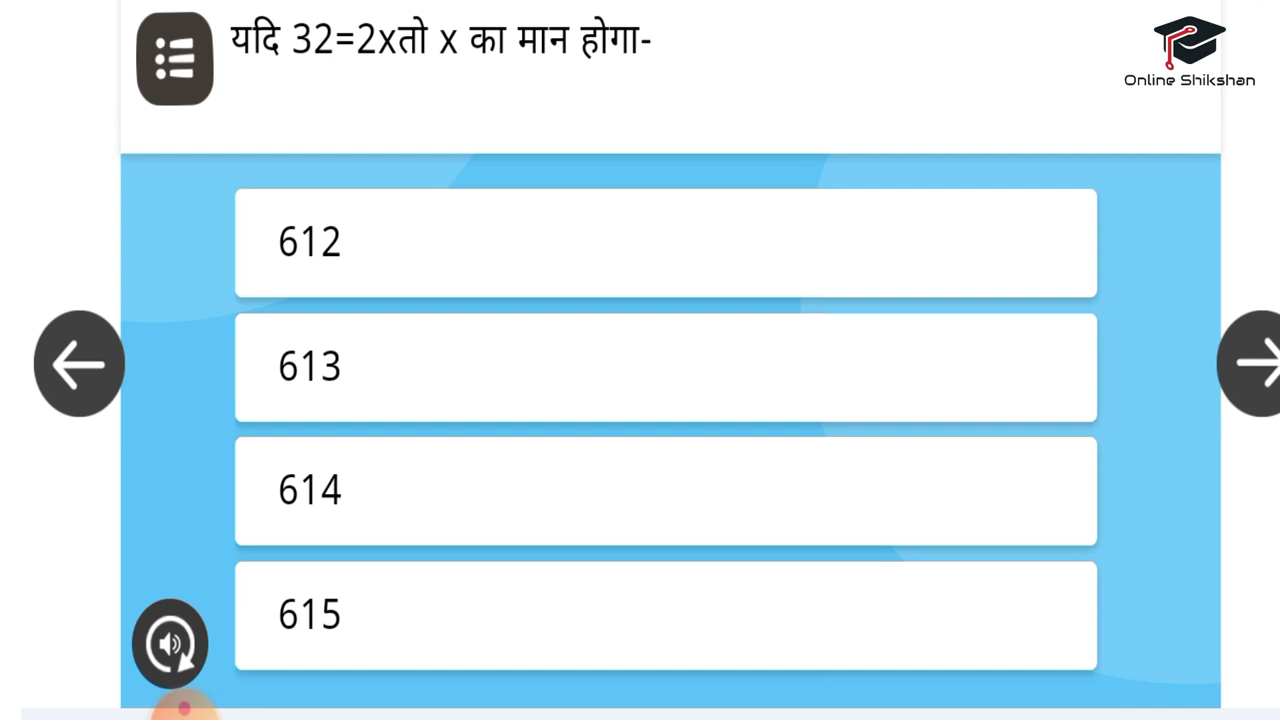 यदि 32=2xतो x का मान होगा-
Online Shikshan
612
613
614
615